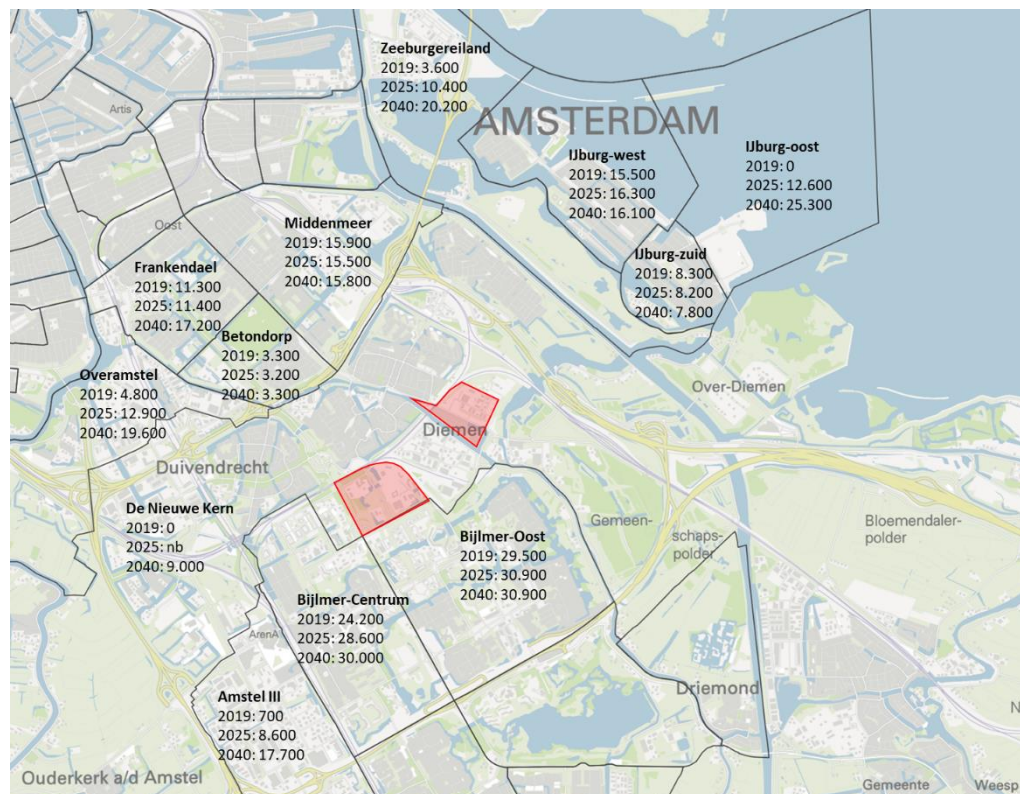 Zeeburgereiland
2019: 3.600
2025: 10.400
2040: 20.200
Artis
AMSTERDAM
IJburg-west
2019: 15.500
2025: 16.300
2040: 16.100
IJburg-oost
2019: 0
2025: 12.600
2040: 25.300
Oost
Middenmeer
2019: 15.900
2025: 15.500
2040: 15.800
IJburg-zuid
2019: 8.300
2025: 8.200
2040: 7.800
Frankendael
2019: 11.300
2025: 11.400
2040: 17.200
Betondorp
2019: 3.300
2025: 3.200
2040: 3.300
Overamstel
2019: 4.800
2025: 12.900
2040: 19.600
Over-Diemen
Diemen
Duivendrecht
De Nieuwe Kern
2019: 0
2025: nb
2040: 9.000
Bijlmer-Oost
2019: 29.500
2025: 30.900
2040: 30.900
Gemeen-
schaps-
polder
Bloemendaler-
polder
Bijlmer-Centrum
2019: 24.200
2025: 28.600
2040: 30.000
ArenA
Amstel III
2019: 700
2025: 8.600
2040: 17.700
Driemond
N
Ouderkerk a/d Amstel
Gemeente
Weesp